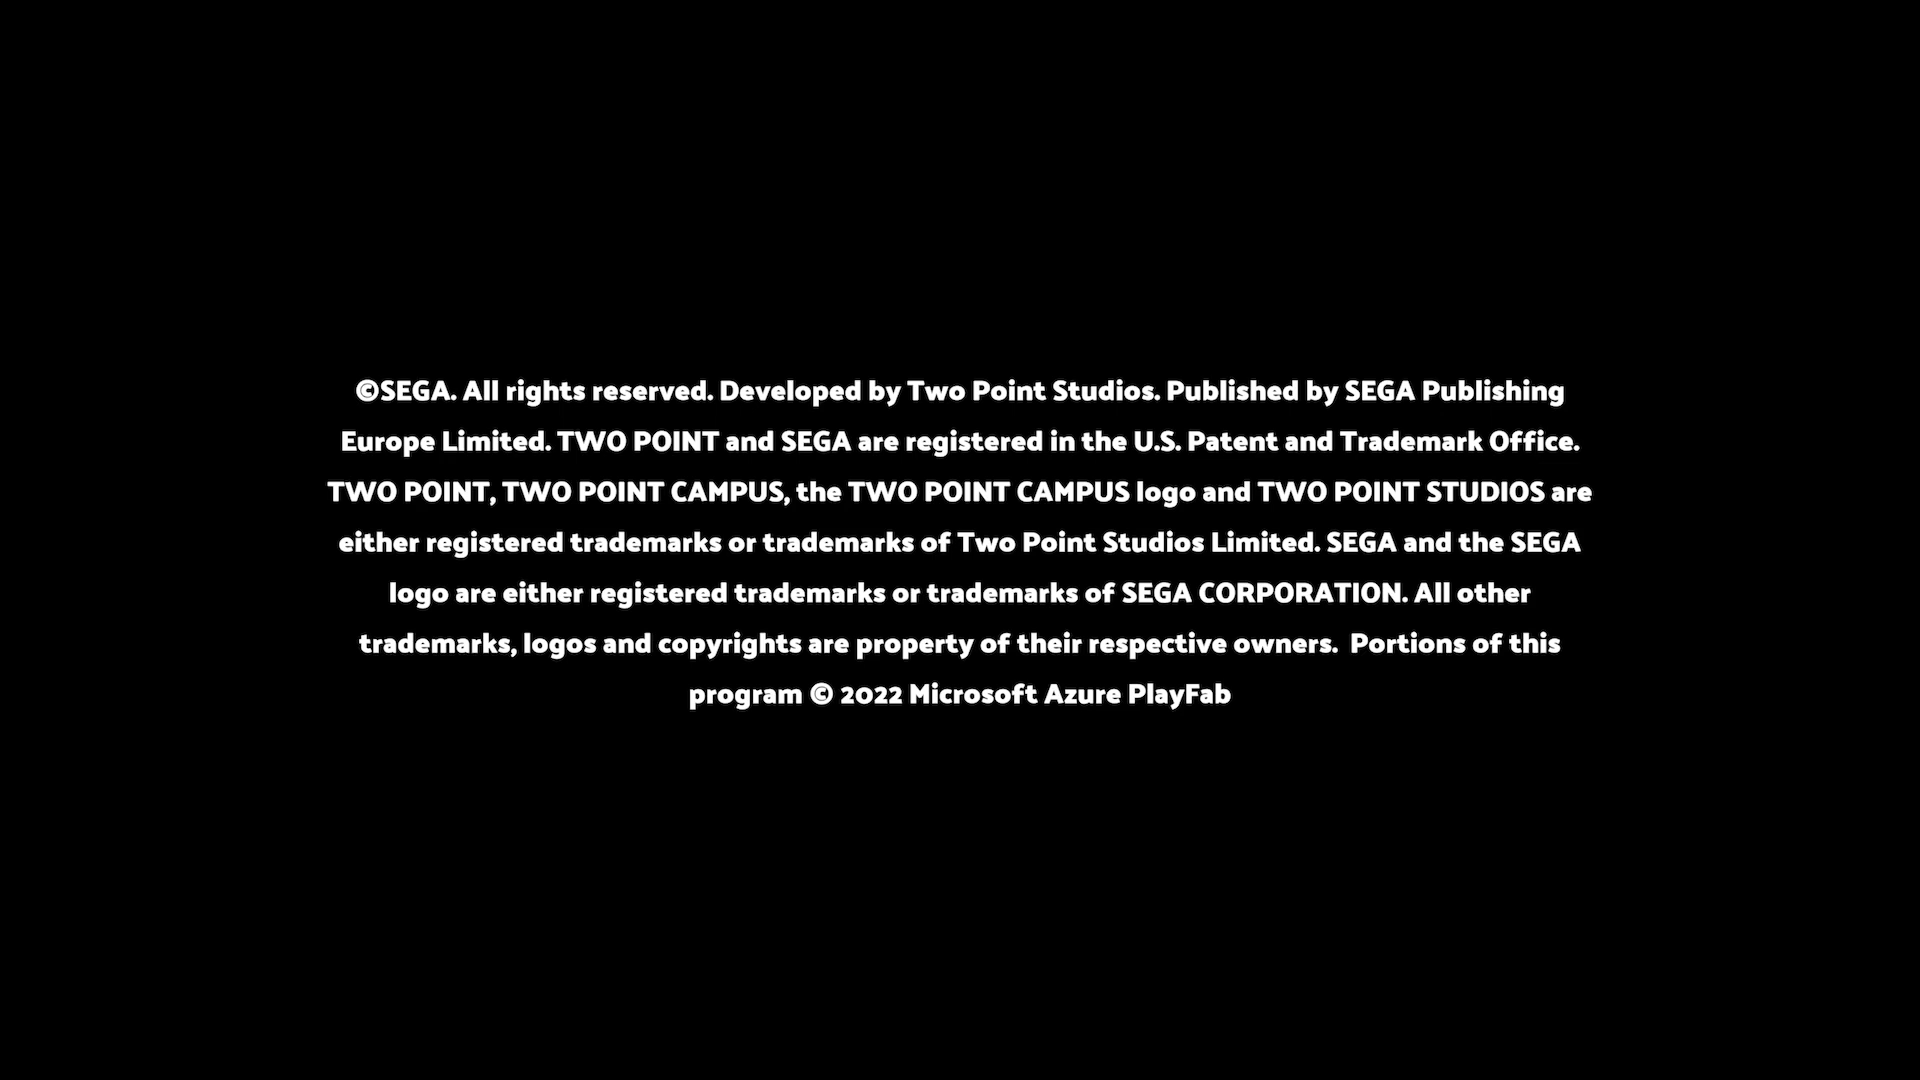 ©SEGA. All rights reserved. Developed by Two Point Studios. Published by SEGA Publishing
Europe Limited. TWO POINT and SEGA are registered in the U.S. Patent and Trademark Office.
TWO POINT, TWO POINT CAMPUS, the TWO POINT CAMPUS logo and TWO POINT STUDIOS are
either registered trademarks or trademarks of Two Point Studios Limited. SEGA and the SEGA
logo are either registered trademarks or trademarks of SEGA CORPORATION. All other
trademarks, logos and copyrights are property of their respective owners.  Portions of this
program © 2022 Microsoft Azure PlayFab